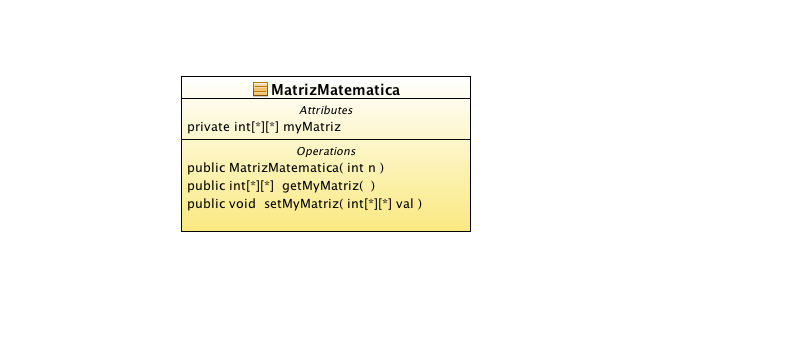 MatrizMatematica
Attributes
private int[*][*] myMatriz
Operations
public MatrizMatematica( int n )
public int[*][*]  getMyMatriz(  )
public void  setMyMatriz( int[*][*] val )